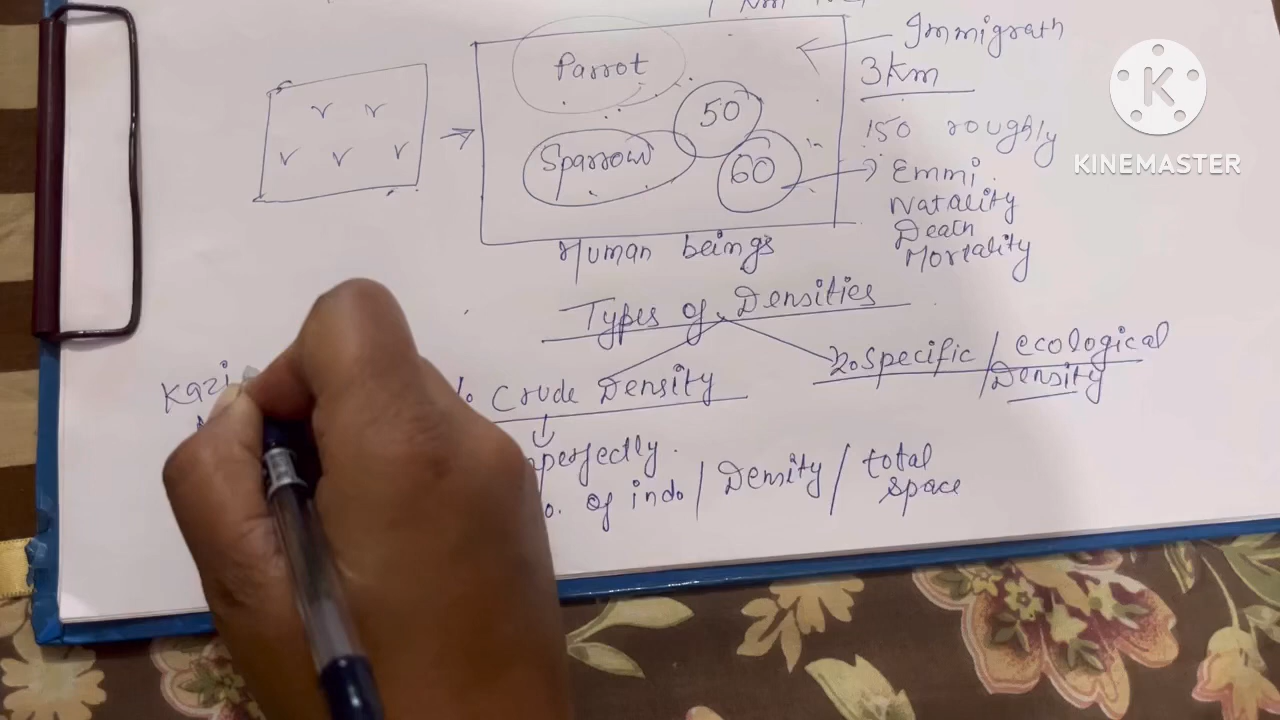 Immigrath
Parrot
3km
50
150 roughly
Sparrow
60
Emmi.
Natality
Death
Mortality
Human beings
Types of Densities
Crude Density
2. Specific / ecological
Density
Kazi
of indo / Density / total
space
K
KINEMASTER